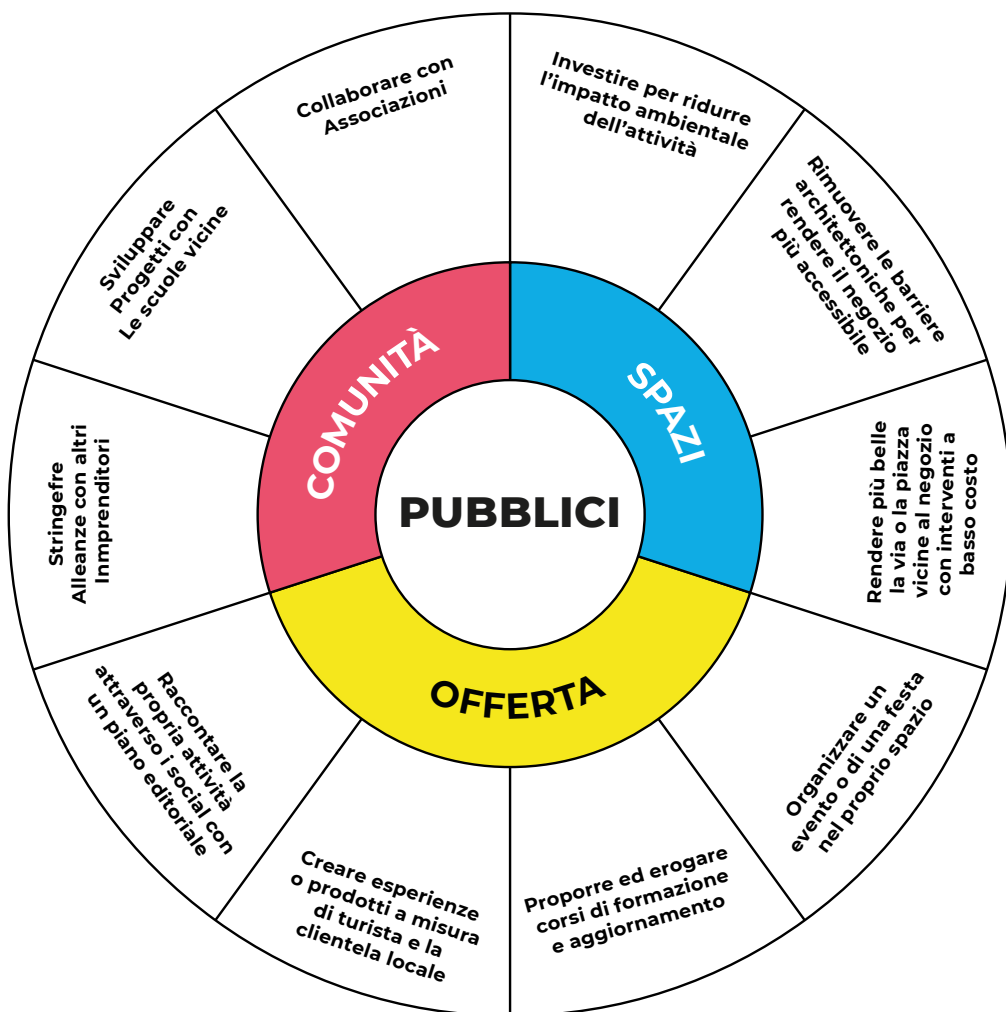 PUBBLICI
COMUNITÀ
SPAZI
OFFERTA
Investire per ridurre
l'impatto ambientale
dell'attività
Rimuovere le barriere
architettoniche per
rendere il negozio
più accessibile
Rendere più belle
la via o la piazza
vicine al negozio
con interventi a
basso costo
Organizzare un
evento o di una festa
nel proprio spazio
Proporre ed erogare
corsi di formazione
e aggiornamento
Creare esperienze
o prodotti a misura
di turista e la
clientela locale
Raccontare la
propria attività
attraverso i social con
un piano editoriale
Stringefre
Alleanze con altri
Inmprenditori
Sviluppare
Progetti con
Le scuole vicine
Collaborare con
Associazioni